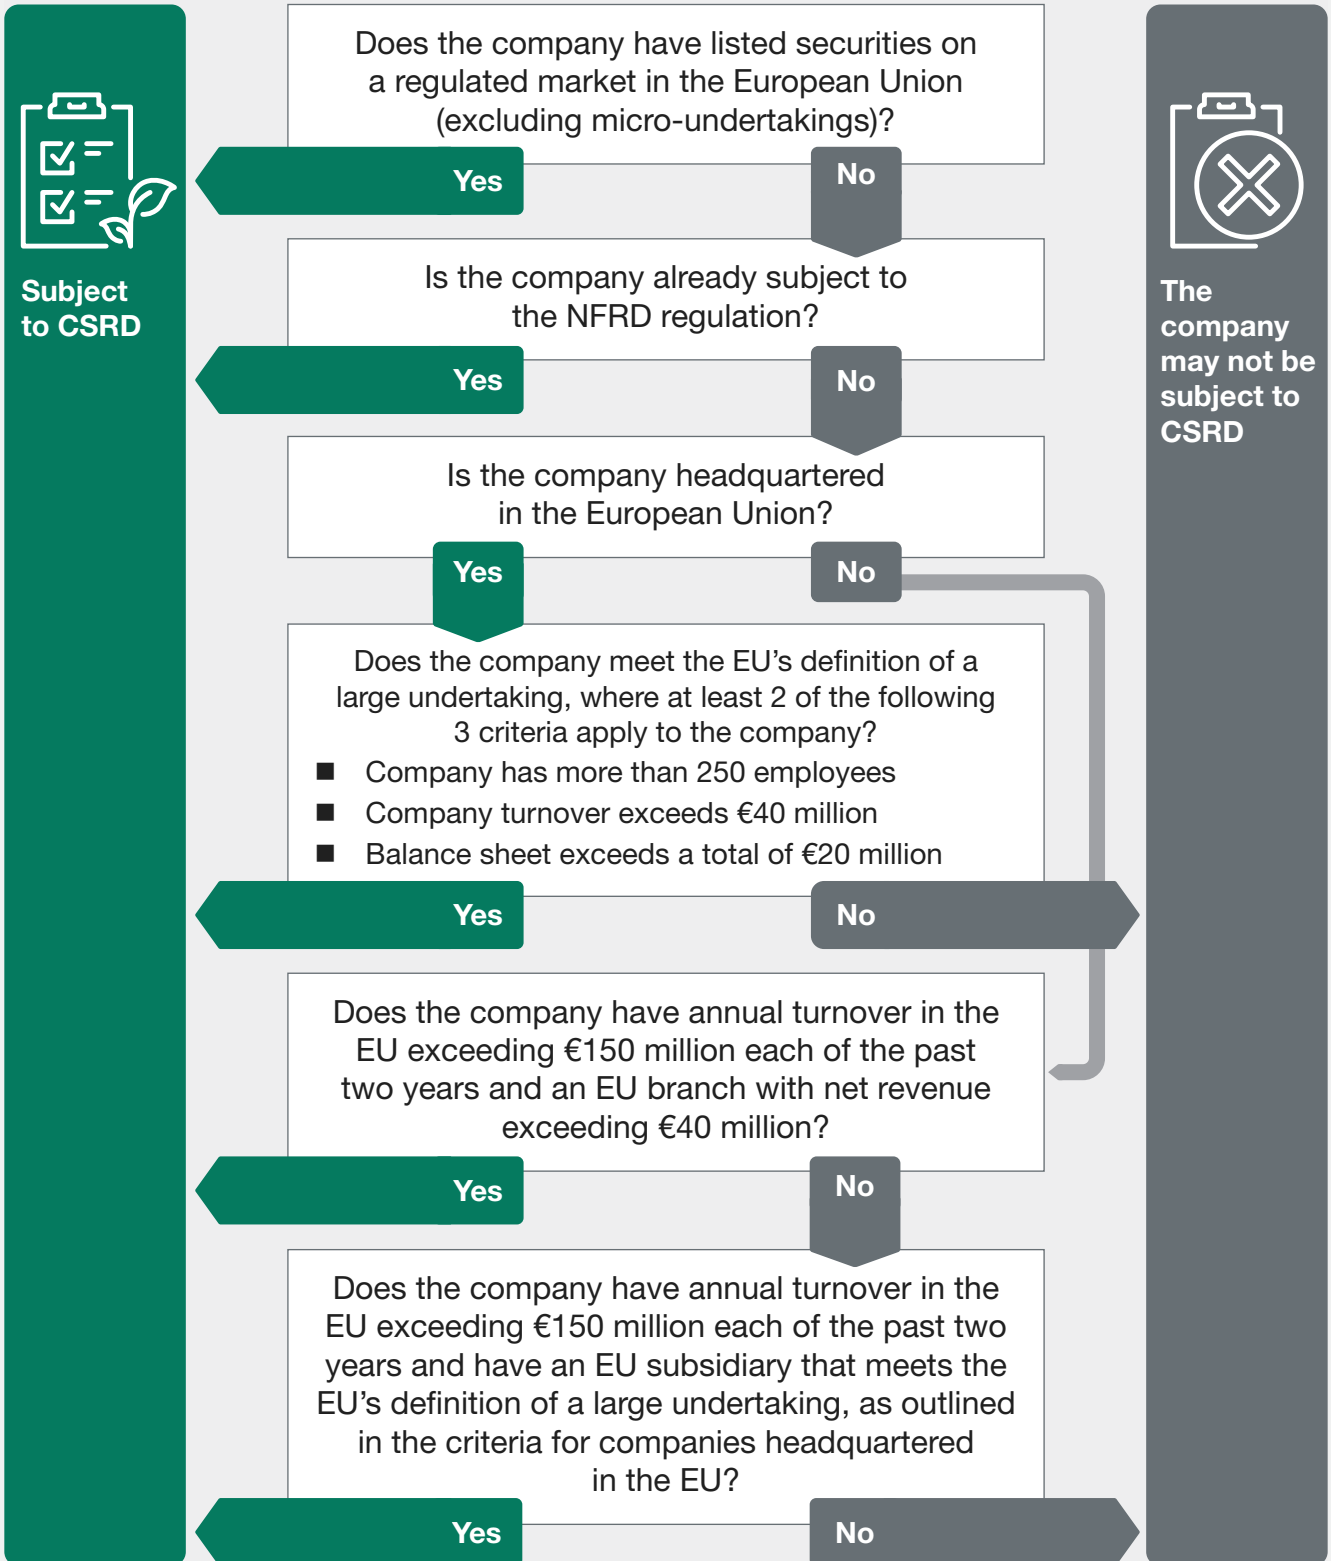 Does the company have listed securities on
a regulated market in the European Union
(excluding micro-undertakings)?
Yes
No
Subject
to CSRD
The
company
may not be
subject to
CSRD
Is the company already subject to
the NFRD regulation?
Yes
No
Is the company headquartered
in the European Union?
Yes
No
Does the company meet the EU’s definition of a
large undertaking, where at least 2 of the following
3 criteria apply to the company?
■ Company has more than 250 employees
■ Company turnover exceeds €40 million
■ Balance sheet exceeds a total of €20 million
Yes
No
Does the company have annual turnover in the
EU exceeding €150 million each of the past
two years and an EU branch with net revenue
exceeding €40 million?
Yes
No
Does the company have annual turnover in the
EU exceeding €150 million each of the past two
years and have an EU subsidiary that meets the
EU’s definition of a large undertaking, as outlined
in the criteria for companies headquartered
in the EU?
Yes
No